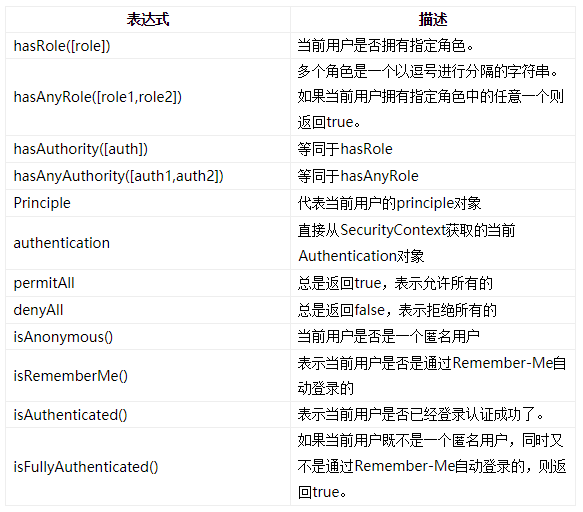 表达式 描述
hasRole([role]) 当前用户是否拥有指定角色。
hasAnyRole([role1,role2]) 多个角色是一个以逗号进行分隔的字符串。
如果当前用户拥有指定角色中的任意一个则
返回true。
hasAuthority([auth]) 等同于hasRole
hasAnyAuthority([auth1,auth2]) 等同于hasAnyRole
Principle 代表当前用户的principle对象
authentication 直接从SecurityContext获取的当前
Authentication对象
permitAll 总是返回true，表示允许所有的
denyAll 总是返回false，表示拒绝所有的
isAnonymous() 当前用户是否是一个匿名用户
isRememberMe() 表示当前用户是否是通过Remember-Me自
动登录的
isAuthenticated() 表示当前用户是否已经登录认证成功了。
isFullyAuthenticated() 如果当前用户既不是一个匿名用户，同时又
不是通过Remember-Me自动登录的，则返
回true。